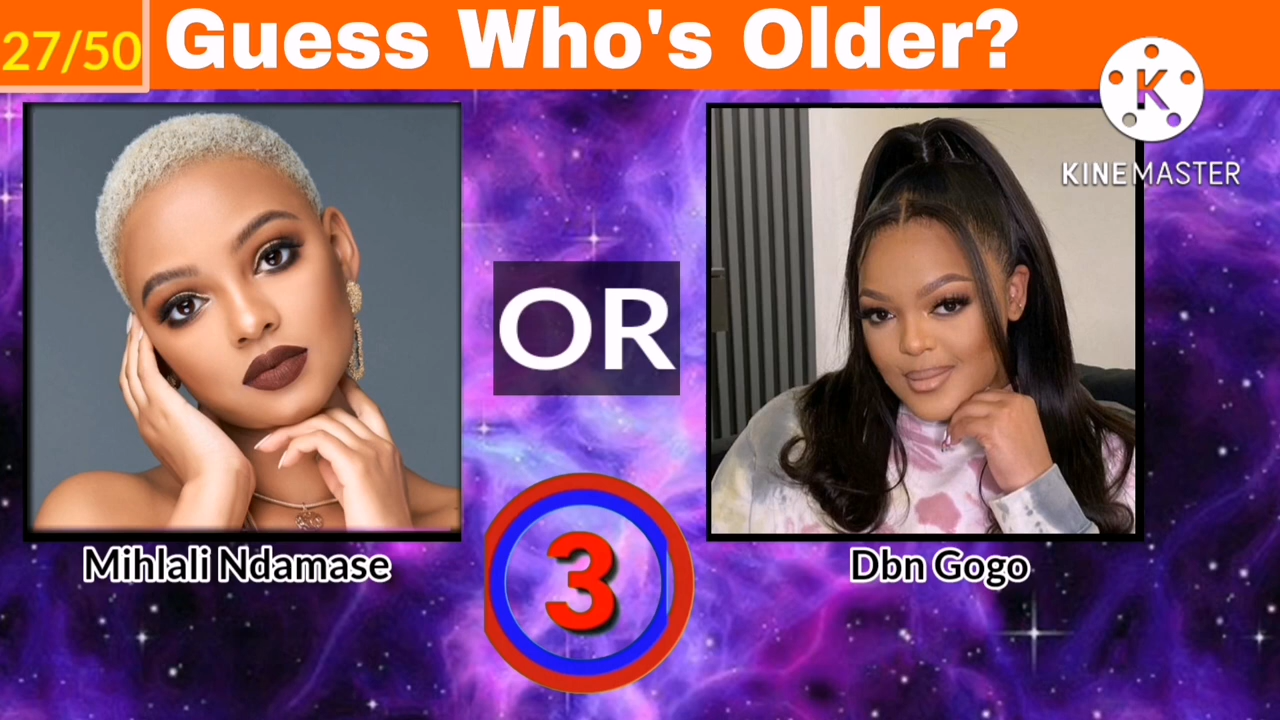 27/50
Guess Who's Older?
K
KINEMASTER
OR
Mihlali Ndamase
3
Dbn Gogo